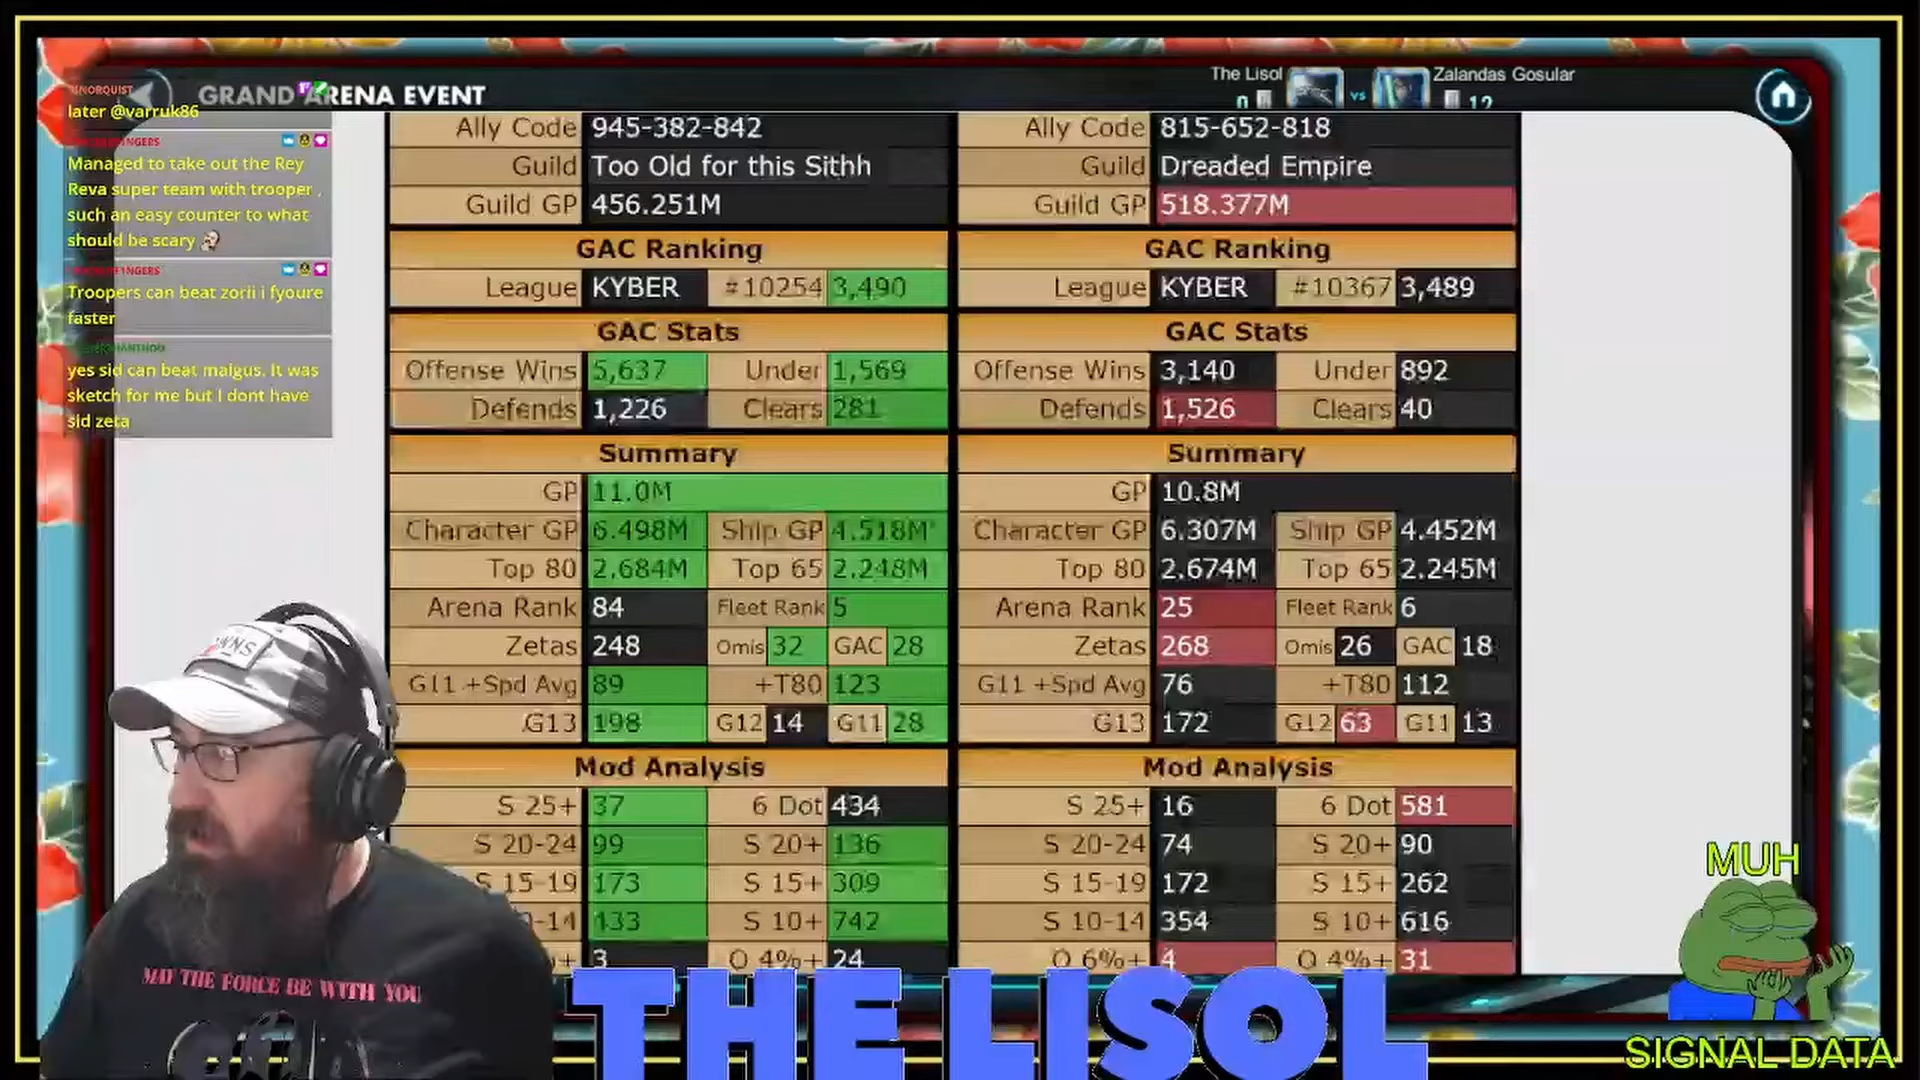 GRAND ARENA EVENT
The Lisol vs Zalandas Gosular
0 12
later @varruk86
Managed to take out the Rey
Reva super team with trooper ,
such an easy counter to what
should be scary
Troopers can beat zorii i fyoure
faster
yes sid can beat malgus. It was
sketch for me but I dont have
sid zeta
Ally Code 945-382-842
Guild Too Old for this Sithh
Guild GP 456.251M
GAC Ranking
League KYBER #10254 3,490
GAC Stats
Offense Wins 5,637 Under 1,569
Defends 1,226 Clears 281
Summary
GP 11.0M
Character GP 6.498M Ship GP 4.518M
Top 80 2.684M Top 65 2.248M
Arena Rank 84 Fleet Rank 5
Zetas 248 Omis 32 GAC 28
G11 +Spd Avg 89 +T80 123
G13 198 G12 14 G11 28
Mod Analysis
S 25+ 37 6 Dot 434
S 20-24 99 S 20+ 136
S 15-19 173 S 15+ 309
-14 433 S 10+ 742
+ 3 O 4%+ 24
Ally Code 815-652-818
Guild Dreaded Empire
Guild GP 518.377M
GAC Ranking
League KYBER #10367 3,489
GAC Stats
Offense Wins 3,140 Under 892
Defends 1,526 Clears 40
Summary
GP 10.8M
Character GP 6.307M Ship GP 4.452M
Top 80 2.674M Top 65 2.245M
Arena Rank 25 Fleet Rank 6
Zetas 268 Omis 26 GAC 18
G11 +Spd Avg 76 +T80 112
G13 172 G12 63 G11 13
Mod Analysis
S 25+ 16 6 Dot 581
S 20-24 74 S 20+ 90
S 15-19 172 S 15+ 262
S 10-14 354 S 10+ 616
O 6%+ 4 O 4%+ 31
MAY THE FORCE BE WITH YOU
THE LISOL
MUH
SIGNAL DATA